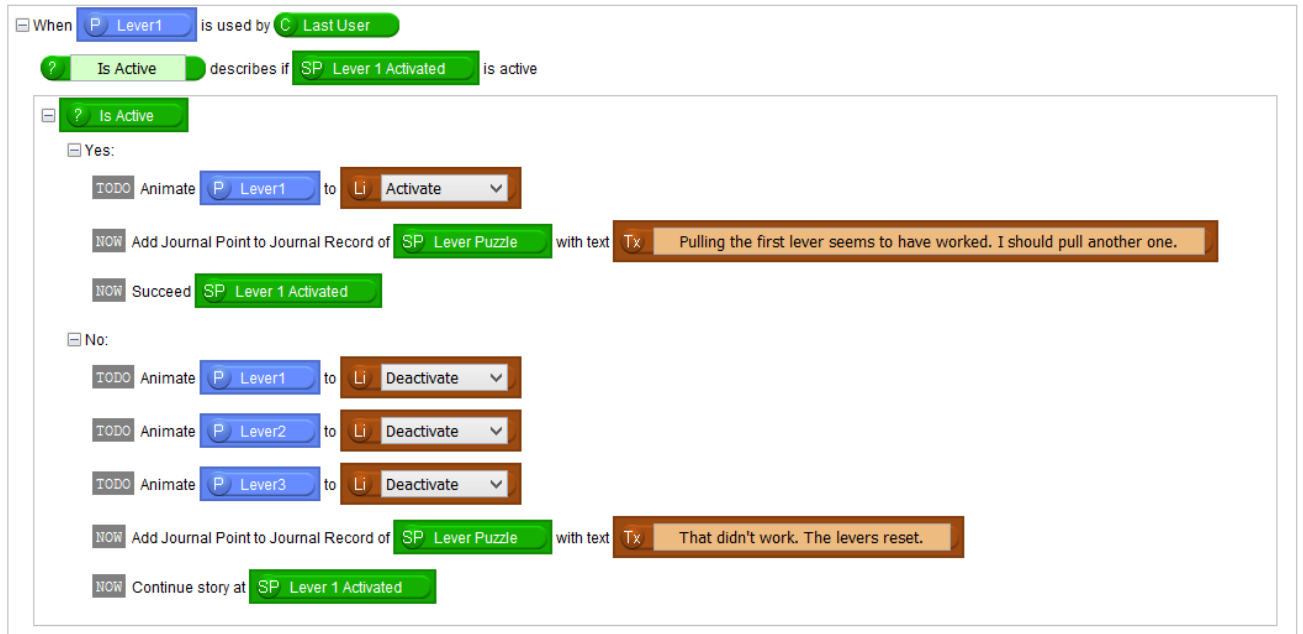 When P Lever1 is used by C Last User
? Is Active describes if SP Lever 1 Activated is active
? Is Active
Yes:
TODO Animate P Lever1 to Li Activate
NOW Add Journal Point to Journal Record of SP Lever Puzzle with text Tx Pulling the first lever seems to have worked. I should pull another one.
NOW Succeed SP Lever 1 Activated
No:
TODO Animate P Lever1 to Li Deactivate
TODO Animate P Lever2 to Li Deactivate
TODO Animate P Lever3 to Li Deactivate
NOW Add Journal Point to Journal Record of SP Lever Puzzle with text Tx That didn't work. The levers reset.
NOW Continue story at SP Lever 1 Activated